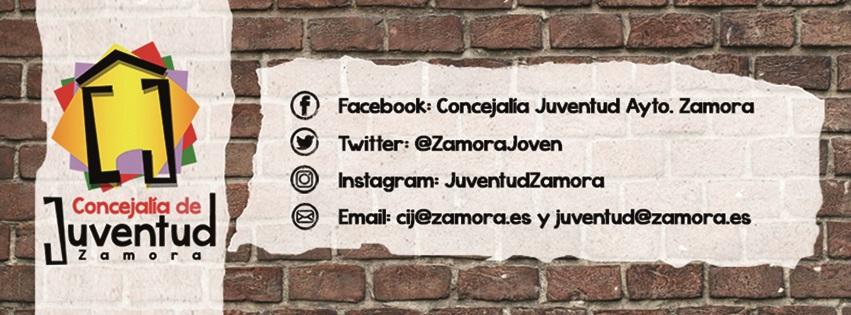 Concejalía de
Juventud
Zamora
Facebook: Concejalía Juventud Ayto. Zamora
Twitter: @ZamoraJoven
Instagram: JuventudZamora
Email: cij@zamora.es y juventud@zamora.es